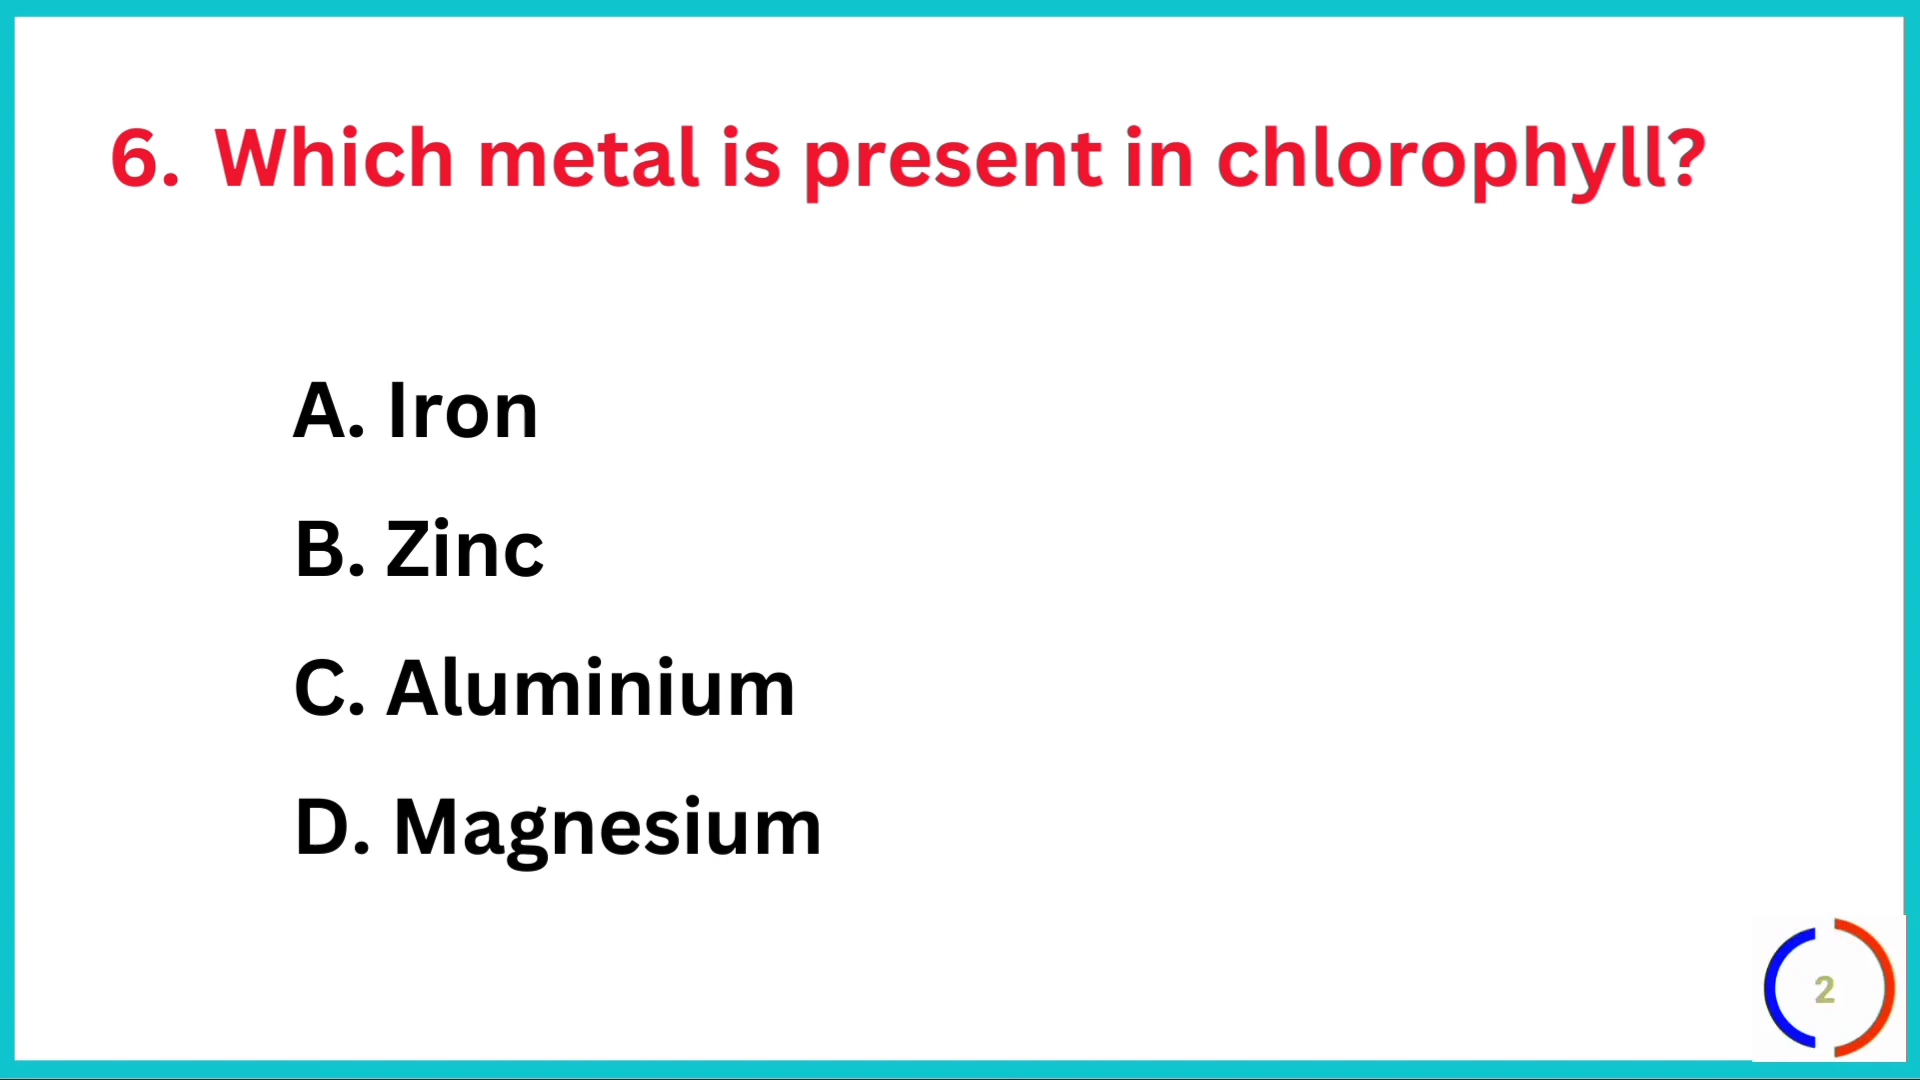 6. Which metal is present in chlorophyll?
A. Iron
B. Zinc
C. Aluminium
D. Magnesium
2